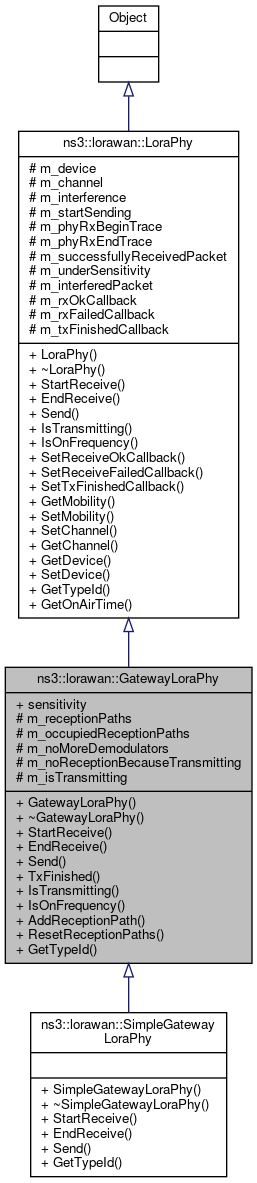 Object
ns3::lorawan::LoraPhy
# m_device
# m_channel
# m_interference
# m_startSending
# m_phyRxBeginTrace
# m_phyRxEndTrace
# m_successfullyReceivedPacket
# m_underSensitivity
# m_interferedPacket
# m_rxOkCallback
# m_rxFailedCallback
# m_txFinishedCallback
+ LoraPhy()
+ ~LoraPhy()
+ StartReceive()
+ EndReceive()
+ Send()
+ IsTransmitting()
+ IsOnFrequency()
+ SetReceiveOkCallback()
+ SetReceiveFailedCallback()
+ SetTxFinishedCallback()
+ GetMobility()
+ SetMobility()
+ SetChannel()
+ GetChannel()
+ GetDevice()
+ SetDevice()
+ GetTypeId()
+ GetOnAirTime()
ns3::lorawan::GatewayLoraPhy
+ sensitivity
# m_receptionPaths
# m_occupiedReceptionPaths
# m_noMoreDemodulators
# m_noReceptionBecauseTransmitting
# m_isTransmitting
+ GatewayLoraPhy()
+ ~GatewayLoraPhy()
+ StartReceive()
+ EndReceive()
+ Send()
+ TxFinished()
+ IsTransmitting()
+ IsOnFrequency()
+ AddReceptionPath()
+ ResetReceptionPaths()
+ GetTypeId()
ns3::lorawan::SimpleGateway
LoraPhy
+ SimpleGatewayLoraPhy()
+ ~SimpleGatewayLoraPhy()
+ StartReceive()
+ EndReceive()
+ Send()
+ GetTypeId()